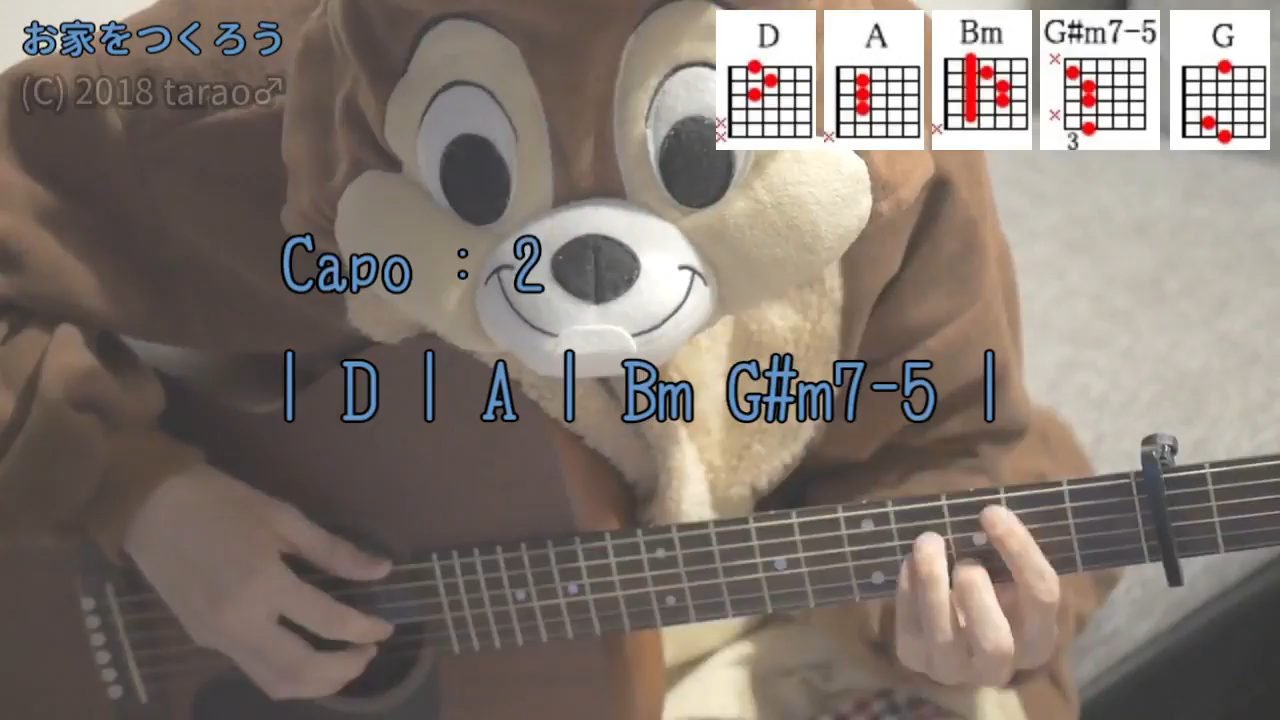 お家をつくろう
(C) 2018 tarao♂
D A Bm G#m7-5 G
× × × × × ×
3
Capo : 2
| D | A | Bm G#m7-5 |